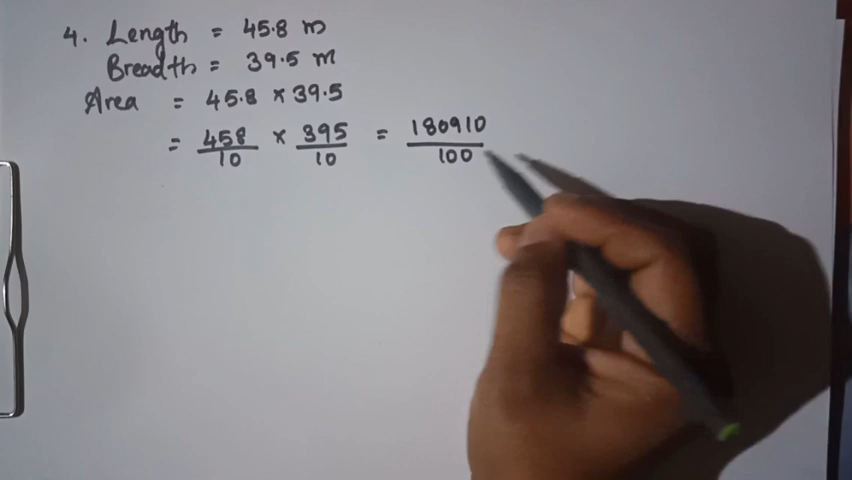 4. Length = 45.8 m
Breadth = 39.5 m
Area = 45.8 × 39.5
= 458/10 × 395/10 = 180910/100